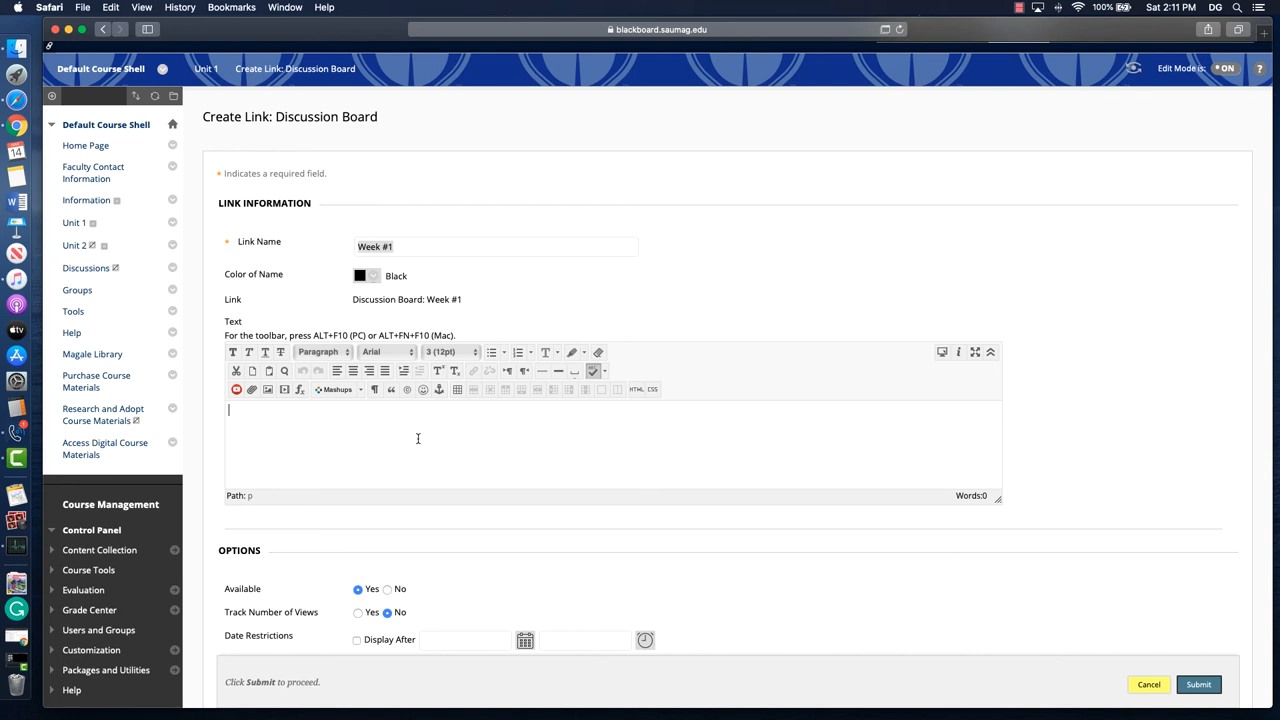 Safari File Edit View History Bookmarks Window Help 100% Sat 2:11 PM DG
blackboard.saumag.edu
Default Course Shell Unit 1 Create Link: Discussion Board Edit Mode is: ON ?
Default Course Shell
Home Page
Faculty Contact
Information
Information
Unit 1
Unit 2
Discussions
Groups
Tools
Help
Magale Library
Purchase Course
Materials
Research and Adopt
Course Materials
Access Digital Course
Materials
Course Management
Control Panel
Content Collection
Course Tools
Evaluation
Grade Center
Users and Groups
Customization
Packages and Utilities
Help
Create Link: Discussion Board
* Indicates a required field.
LINK INFORMATION
* Link Name Week #1
Color of Name Black
Link Discussion Board: Week #1
Text
For the toolbar, press ALT+F10 (PC) or ALT+FN+F10 (Mac).
T T T T Paragraph Arial 3 (12pt) T
Mashups HTML CSS
Path: p Words:0
OPTIONS
Available Yes No
Track Number of Views Yes No
Date Restrictions Display After
Click Submit to proceed. Cancel Submit